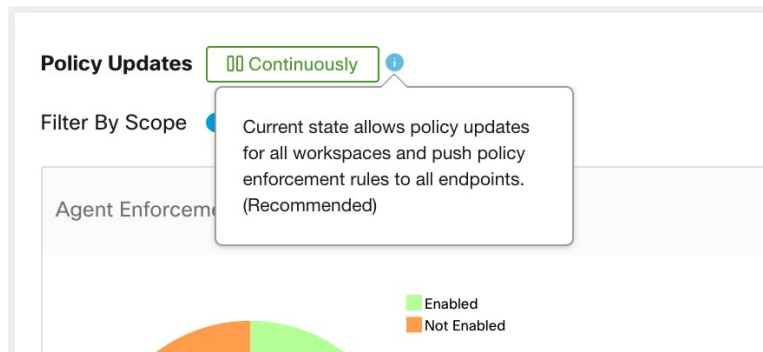 Policy Updates Continuously
Filter By Scope
Current state allows policy updates
for all workspaces and push policy
enforcement rules to all endpoints.
(Recommended)
Agent
Enabled
Not Enabled